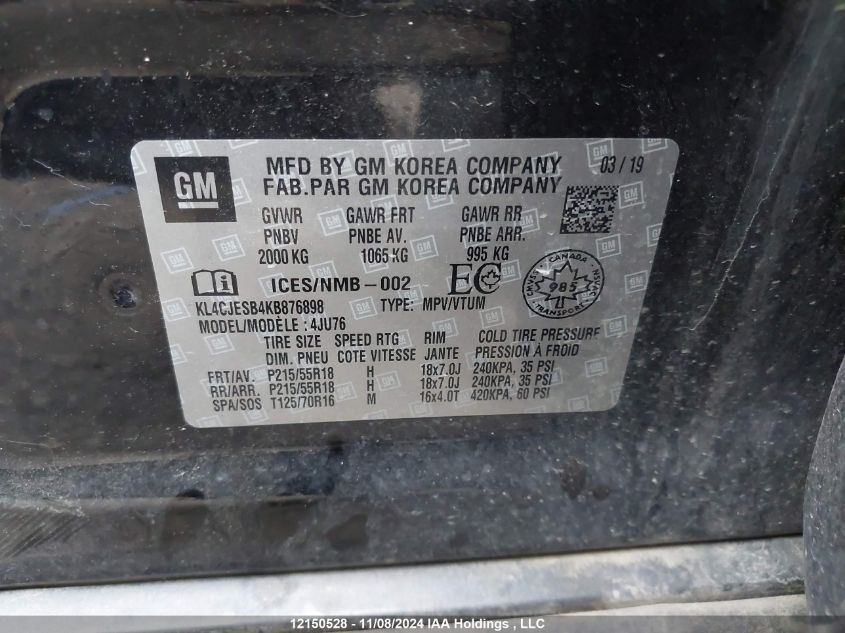 GM
MFD BY GM KOREA COMPANY 03/19
FAB.PAR GM KOREA COMPANY
GVWR GAWR FRT GAWR RR
PNBV PNBE AV. PNBE ARR.
2000 KG 1065 KG 995 KG
ICES/NMB-002 EC
CANADA
985
TRANSPORT
KL4CJESB4KB876898 TYPE: MPV/VTUM
MODEL/MODÈLE: 4JU76
TIRE SIZE SPEED RTG RIM COLD TIRE PRESSURE
DIM. PNEU COTE VITESSE JANTE PRESSION À FROID
FRT/AV. P215/55R18 H 18x7.0J 240KPA, 35 PSI
RR/ARR. P215/55R18 H 18x7.0J 240KPA, 35 PSI
SPA/SOS T125/70R16 M 16x4.0T 420KPA, 60 PSI
12150528 - 11/08/2024 IAA Holdings, LLC